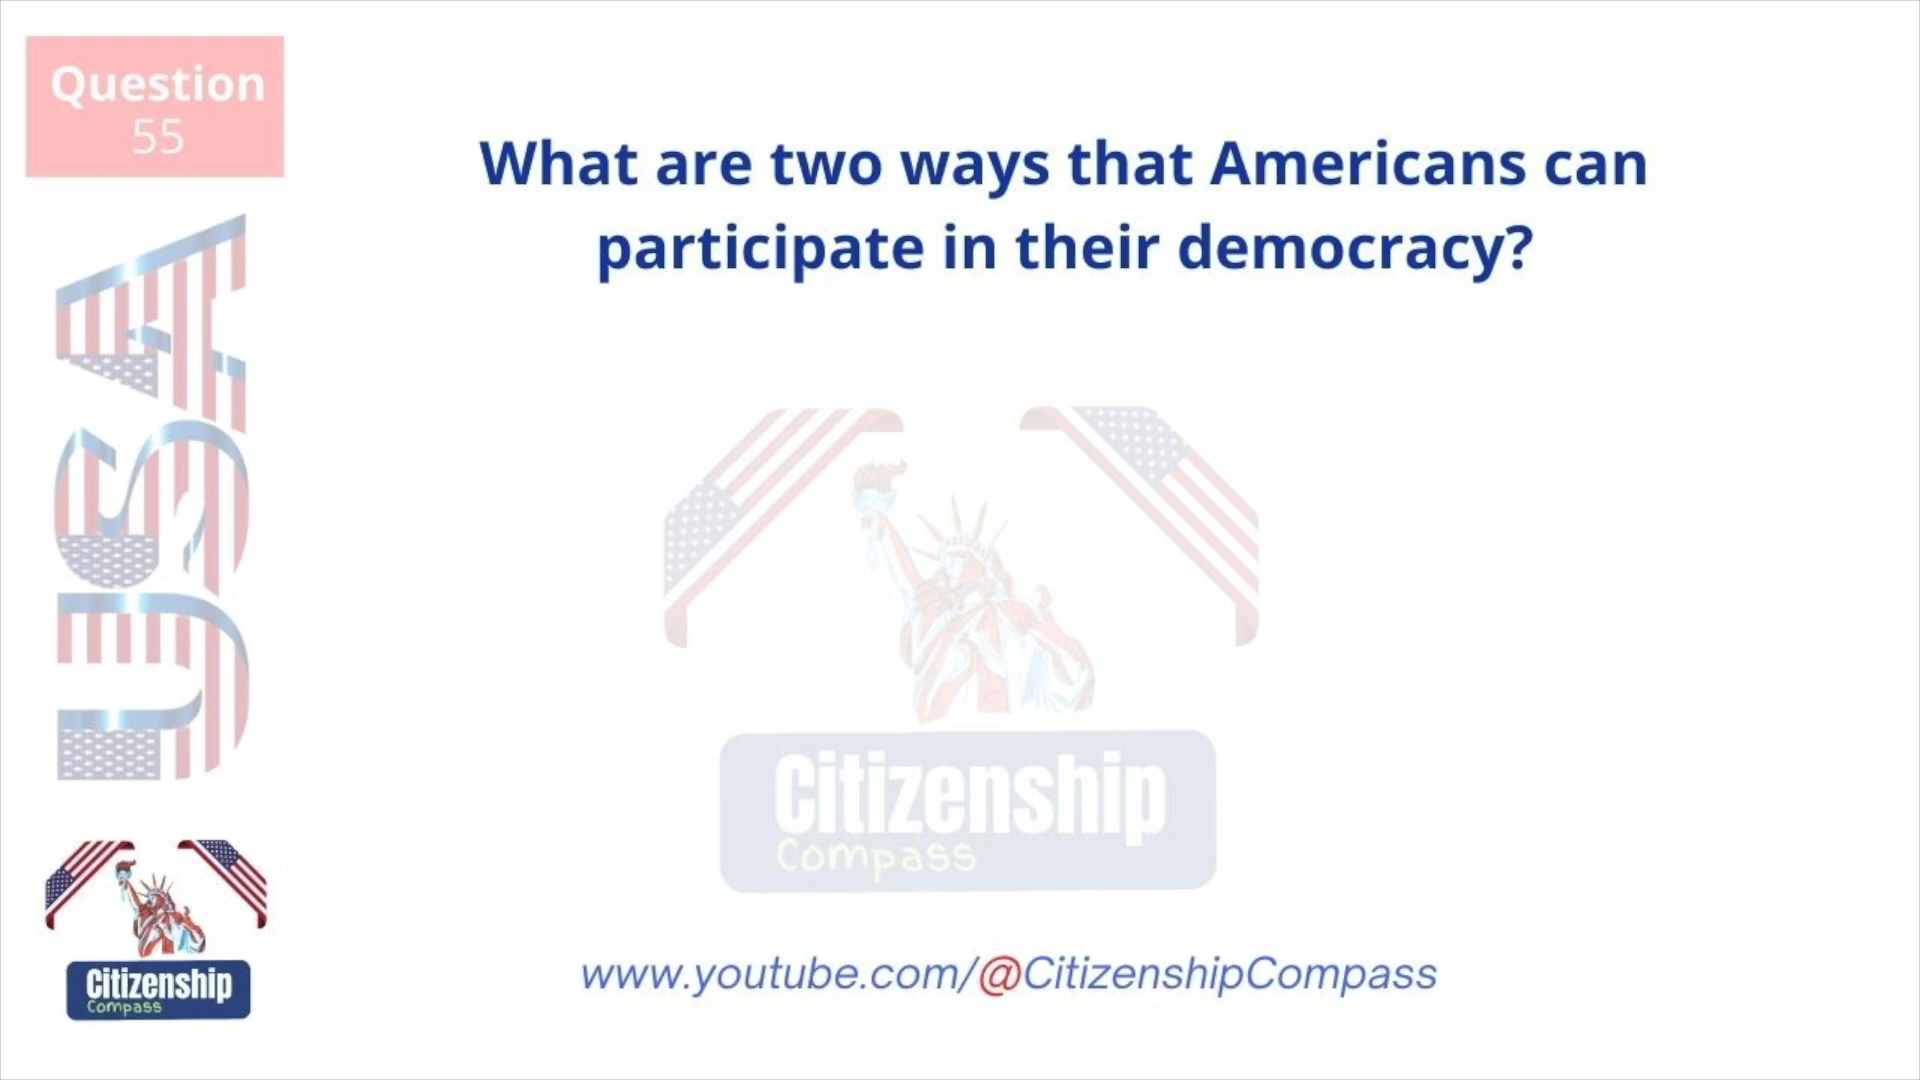 Question
55
What are two ways that Americans can
participate in their democracy?
USA
Citizenship
Compass
Citizenship
Compass
www.youtube.com/@CitizenshipCompass